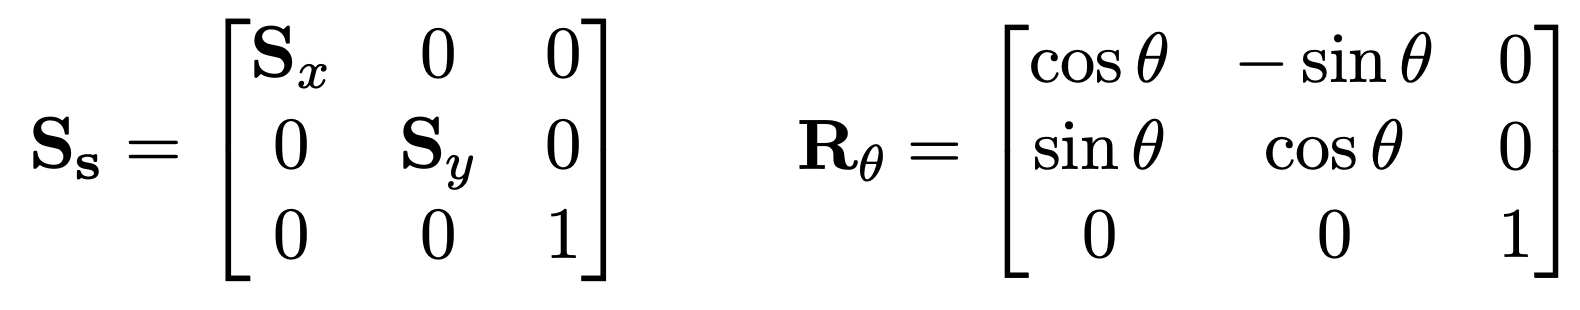 S_s = [S_x 0 0; 0 S_y 0; 0 0 1]
R_θ = [cos θ − sin θ 0; sin θ cos θ 0; 0 0 1]